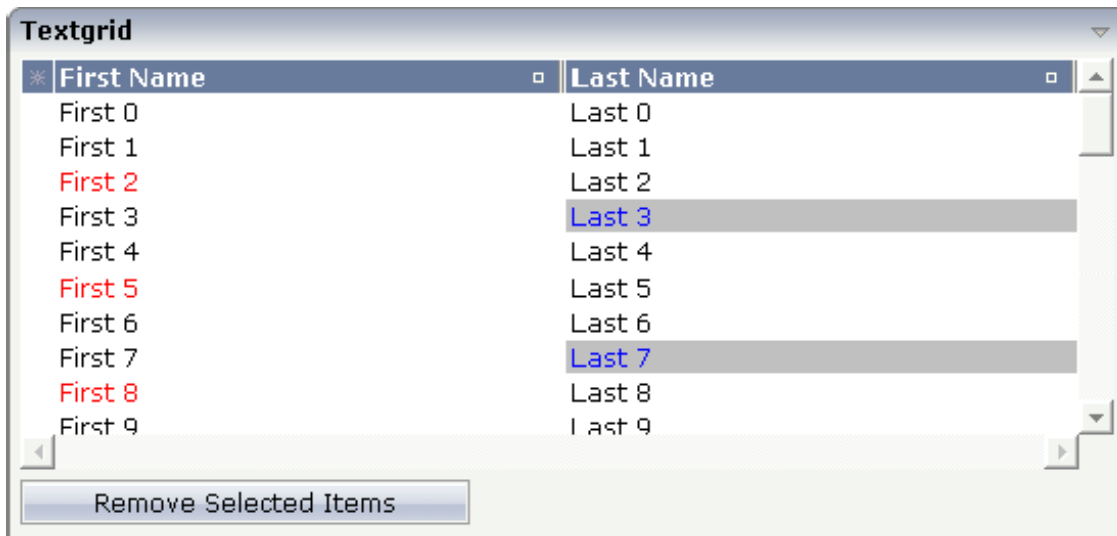 Textgrid
First Name Last Name
First 0 Last 0
First 1 Last 1
First 2 Last 2
First 3 Last 3
First 4 Last 4
First 5 Last 5
First 6 Last 6
First 7 Last 7
First 8 Last 8
First 9 Last 9
Remove Selected Items